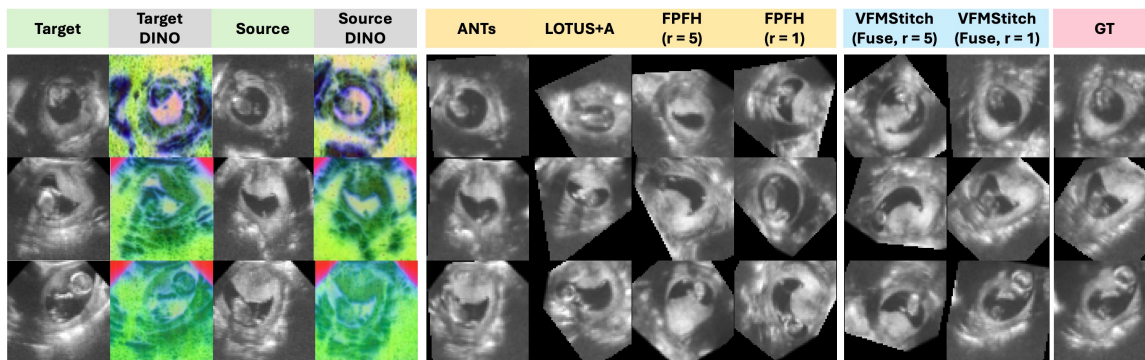 Target
Target
DINO
Source
Source
DINO
ANTs
LOTUS+A
FPFH
(r = 5)
FPFH
(r = 1)
VFMStitch
(Fuse, r = 5)
VFMStitch
(Fuse, r = 1)
GT